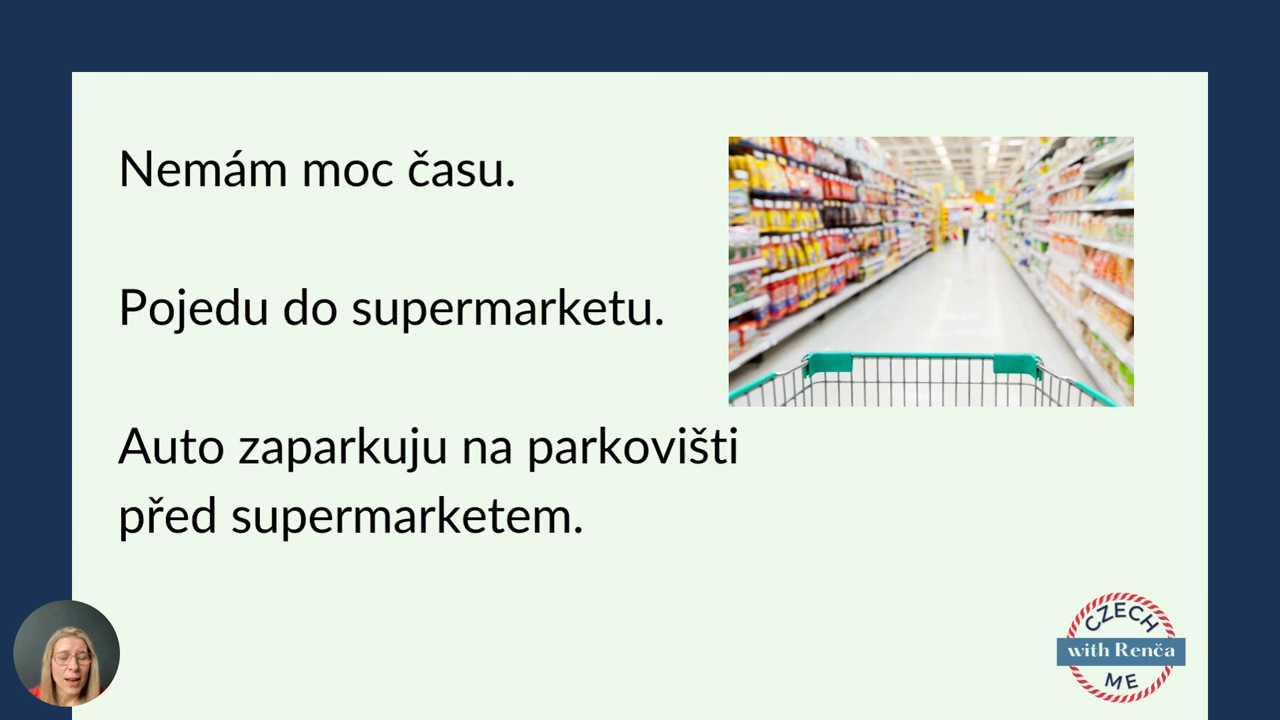 Nemám moc času.
Pojedu do supermarketu.
Auto zaparkuju na parkovišti
před supermarketem.
CZECH
with Renča
ME